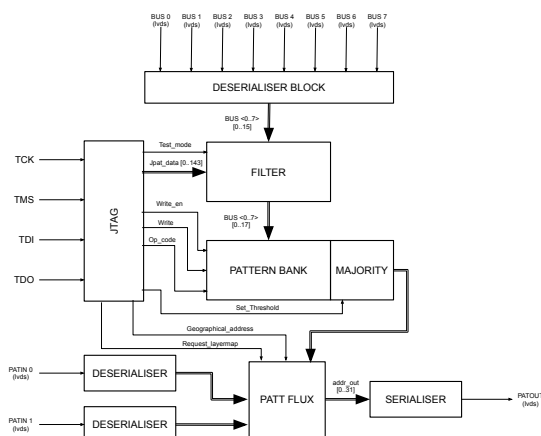 BUS 0 BUS 1 BUS 2 BUS 3 BUS 4 BUS 5 BUS 6 BUS 7
(lvds) (lvds) (lvds) (lvds) (lvds) (lvds) (lvds) (lvds)
DESERIALISER BLOCK
BUS <0..7>
[0..15]
Test_mode
TCK
Jpat_data [0..143]
FILTER
TMS
Write_en
BUS <0..7>
[0..17]
JTAG
Write
TDI
Op_code
PATTERN BANK
MAJORITY
TDO
Set_Threshold
Geographical_address
Request_layermap
PATIN 0
(lvds)
DESERIALISER
PATT FLUX
addr_out
[0..31]
SERIALISER
PATOUT
(lvds)
PATIN 1
(lvds)
DESERIALISER